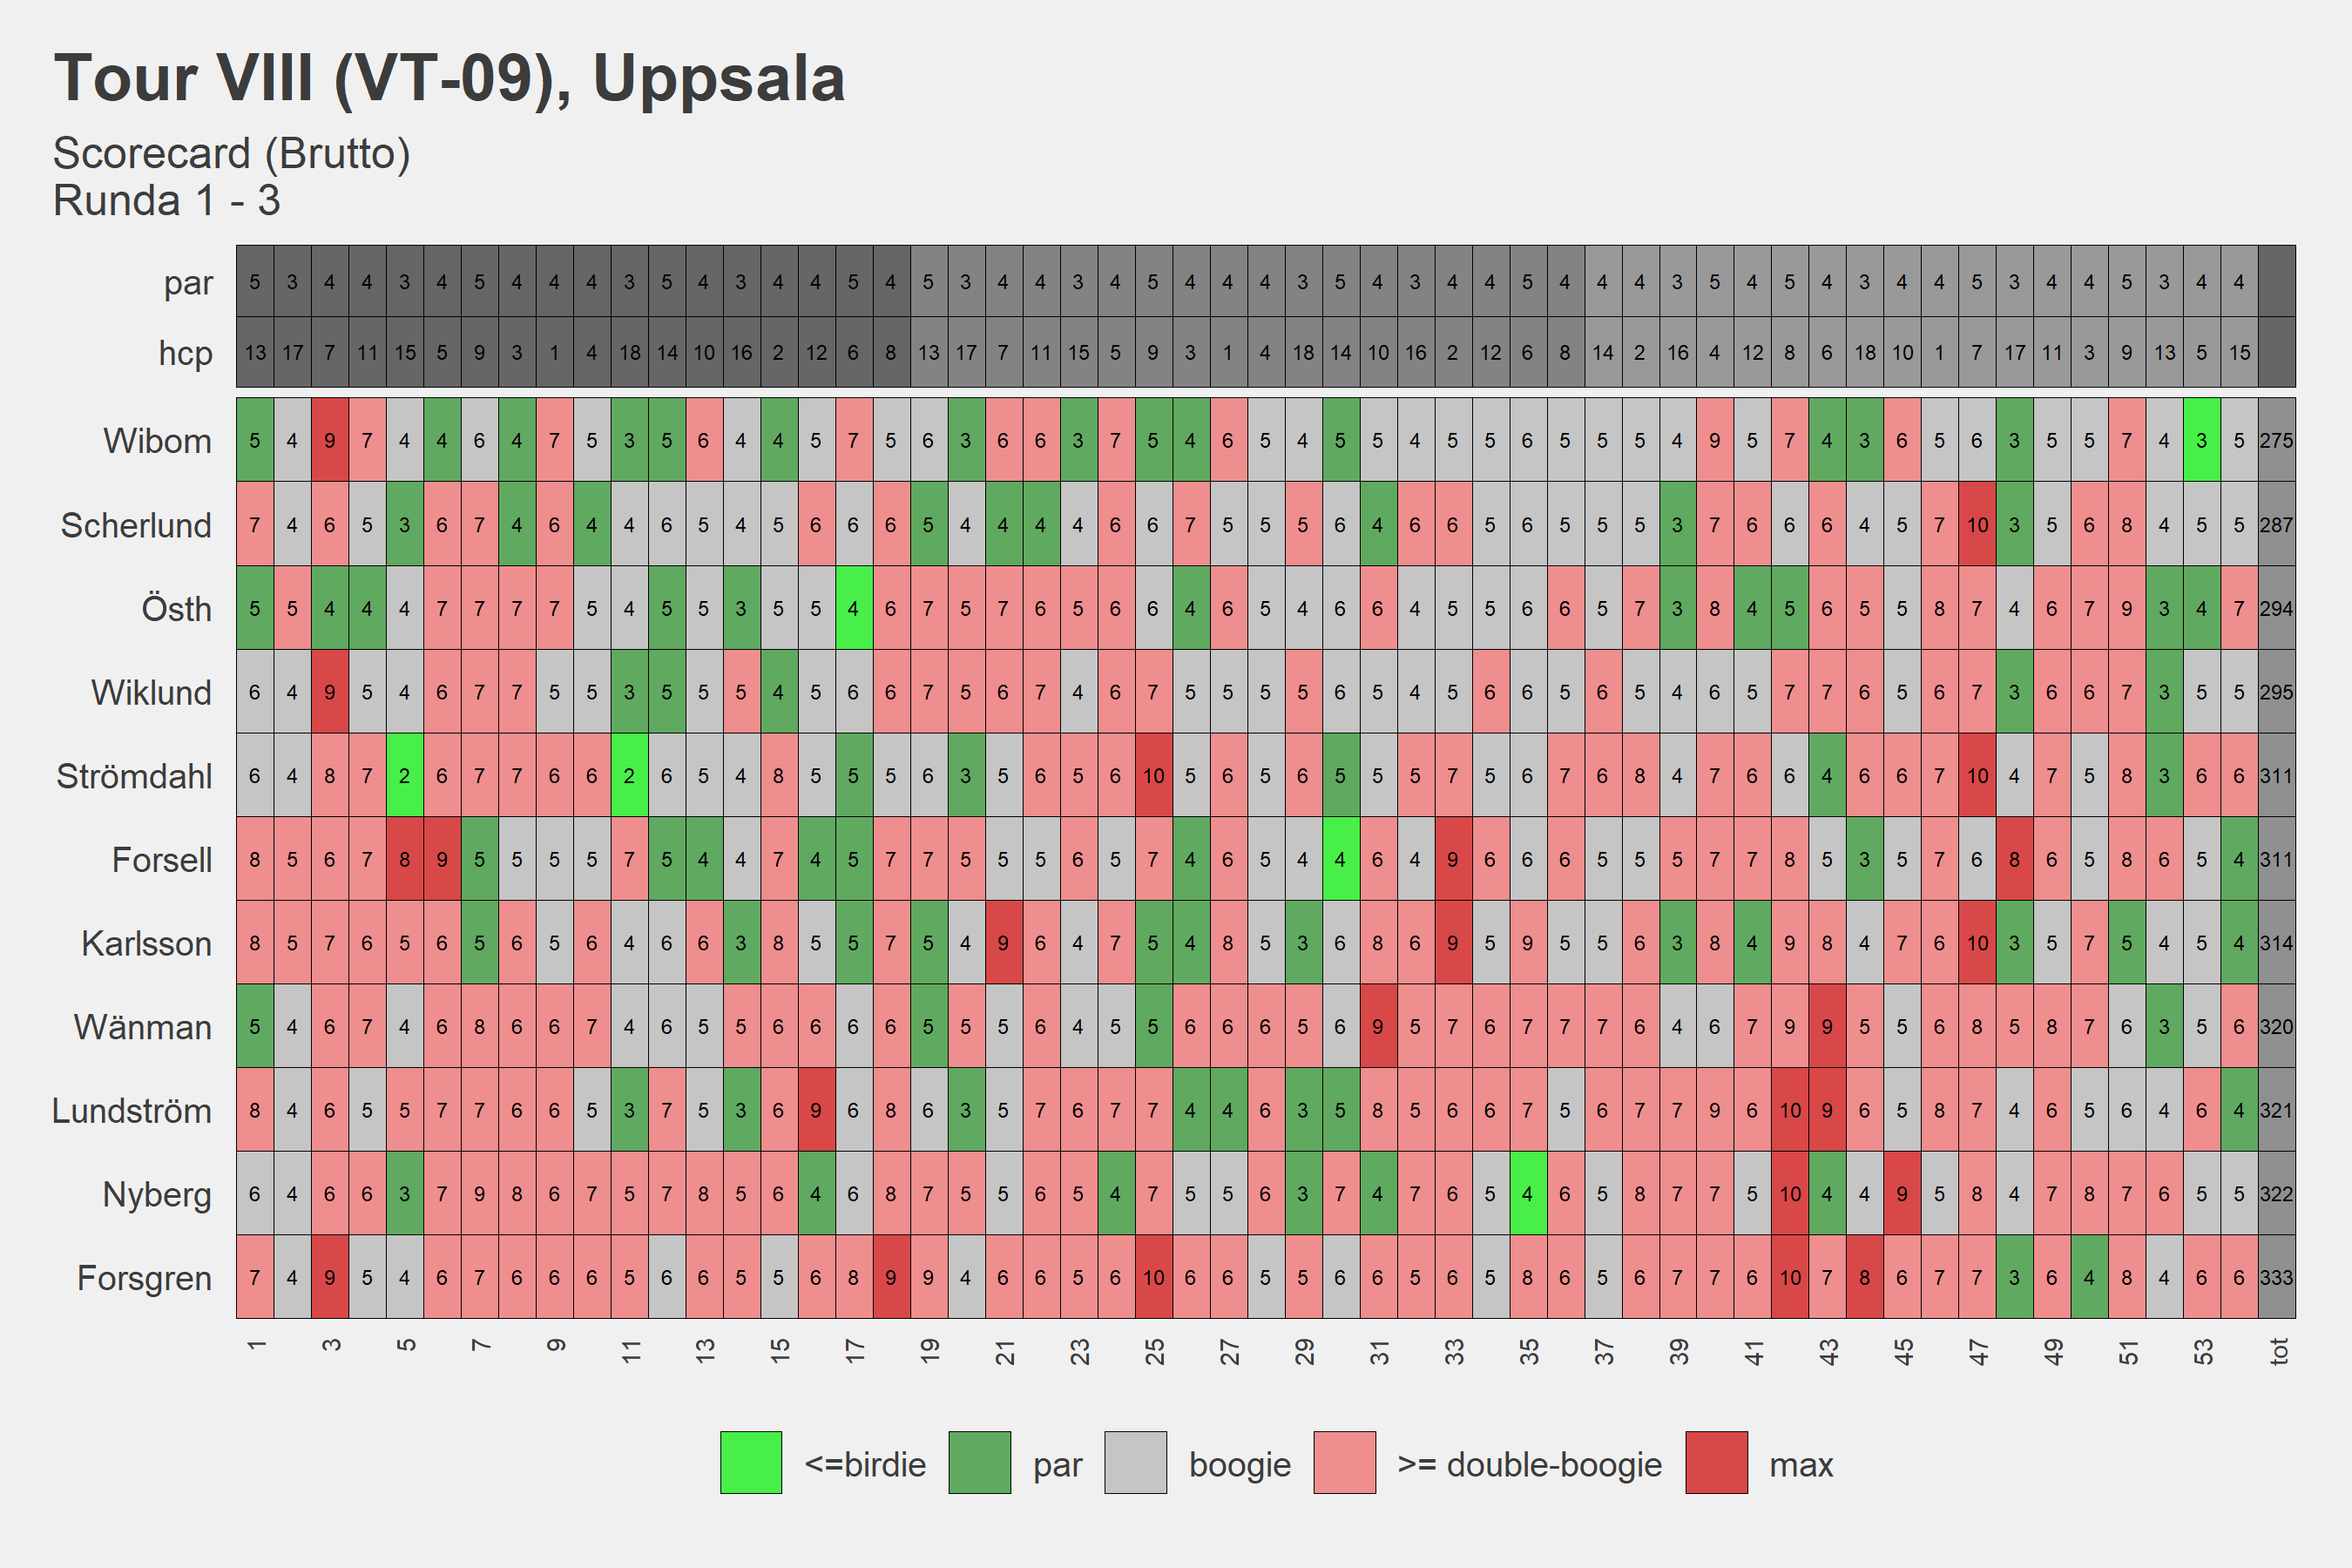 Tour VIII (VT-09), Uppsala
Scorecard (Brutto)
Runda 1 - 3
par 5 3 4 4 3 4 5 4 4 4 3 5 4 3 4 4 5 4 5 3 4 4 3 4 5 4 4 4 3 5 4 3 4 4 5 4 4 4 3 5 4 5 4 3 4 4 5 3 4 4 5 3 4 4
hcp 13 17 7 11 15 5 9 3 1 4 18 14 10 16 2 12 6 8 13 17 7 11 15 5 9 3 1 4 18 14 10 16 2 12 6 8 14 2 16 4 12 8 6 18 10 1 7 17 11 3 9 13 5 15
Wibom 5 4 9 7 4 4 6 4 7 5 3 5 6 4 4 5 7 5 6 3 6 6 3 7 5 4 6 5 4 5 5 4 5 5 6 5 5 5 4 9 5 7 4 3 6 5 6 3 5 5 7 4 3 5 275
Scherlund 7 4 6 5 3 6 7 4 6 4 4 6 5 4 5 6 6 6 5 4 4 4 4 6 6 7 5 5 5 6 4 6 6 5 6 5 5 5 3 7 6 6 6 4 5 7 10 3 5 6 8 4 5 5 287
Östh 5 5 4 4 4 7 7 7 7 5 4 5 5 3 5 5 4 6 7 5 7 6 5 6 6 4 6 5 4 6 6 4 5 5 6 6 5 7 3 8 4 5 6 5 5 8 7 4 6 7 9 3 4 7 294
Wiklund 6 4 9 5 4 6 7 7 5 5 3 5 5 5 4 5 6 6 7 5 6 7 4 6 7 5 5 5 5 6 5 4 5 6 6 5 6 5 4 6 5 7 7 6 5 6 7 3 6 6 7 3 5 5 295
Strömdahl 6 4 8 7 2 6 7 7 6 6 2 6 5 4 8 5 5 5 6 3 5 6 5 6 10 5 6 5 6 5 5 5 7 5 6 7 6 8 4 7 6 6 4 6 6 7 10 4 7 5 8 3 6 6 311
Forsell 8 5 6 7 8 9 5 5 5 5 7 5 4 4 7 4 5 7 7 5 5 5 6 5 7 4 6 5 4 4 6 4 9 6 6 6 5 5 5 7 7 8 5 3 5 7 6 8 6 5 8 6 5 4 311
Karlsson 8 5 7 6 5 6 5 6 5 6 4 6 6 3 8 5 5 7 5 4 9 6 4 7 5 4 8 5 3 6 8 6 9 5 9 5 5 6 3 8 4 9 8 4 7 6 10 3 5 7 5 4 5 4 314
Wänman 5 4 6 7 4 6 8 6 6 7 4 6 5 5 6 6 6 6 5 5 5 6 4 5 5 6 6 6 5 6 9 5 7 6 7 7 7 6 4 6 7 9 9 5 5 6 8 5 8 7 6 3 5 6 320
Lundström 8 4 6 5 5 7 7 6 6 5 3 7 5 3 6 9 6 8 6 3 5 7 6 7 7 4 4 6 3 5 8 5 6 6 7 5 6 7 7 9 6 10 9 6 5 8 7 4 6 5 6 4 6 4 321
Nyberg 6 4 6 6 3 7 9 8 6 7 5 7 8 5 6 4 6 8 7 5 5 6 5 4 7 5 5 6 3 7 4 7 6 5 4 6 5 8 7 7 5 10 4 4 9 5 8 4 7 8 7 6 5 5 322
Forsgren 7 4 9 5 4 6 7 6 6 6 5 6 6 5 5 6 8 9 9 4 6 6 5 6 10 6 6 5 5 6 6 5 6 5 8 6 5 6 7 7 6 10 7 8 6 7 7 3 6 4 8 4 6 6 333
1 3 5 7 9 11 13 15 17 19 21 23 25 27 29 31 33 35 37 39 41 43 45 47 49 51 53 tot
<=birdie par boogie >= double-boogie max